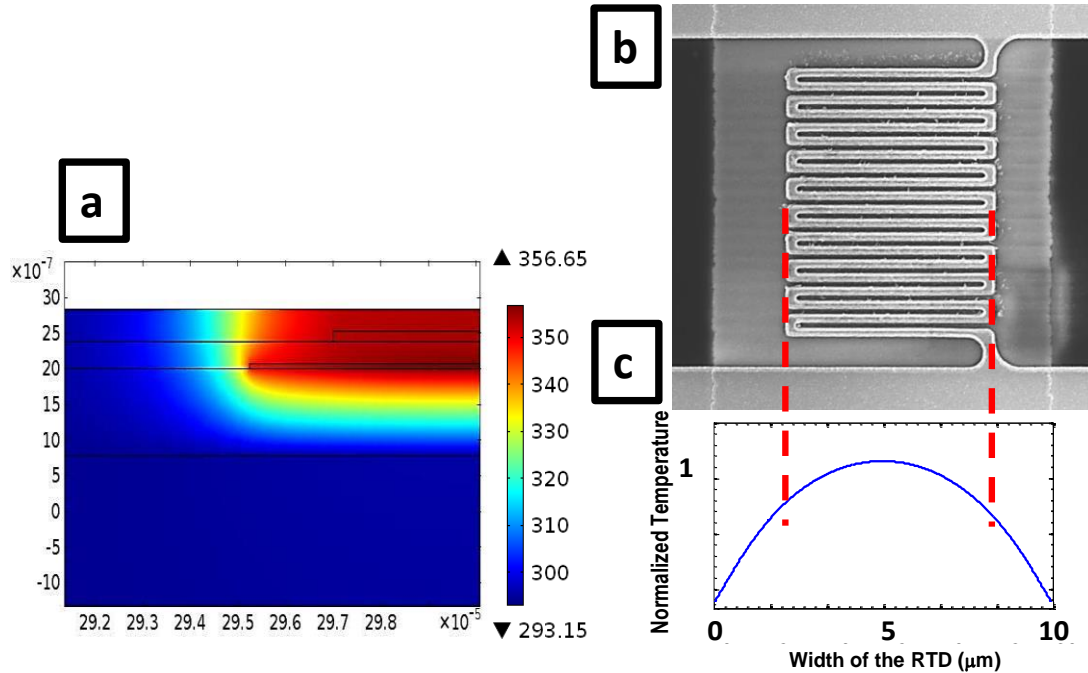 a
×10⁻⁷
30
25
20
15
10
5
0
-5
-10
29.2 29.3 29.4 29.5 29.6 29.7 29.8 ×10⁻⁵
▲ 356.65
350
340
330
320
310
300
▼ 293.15
b
c
Normalized Temperature
1
0 5 10
Width of the RTD (μm)